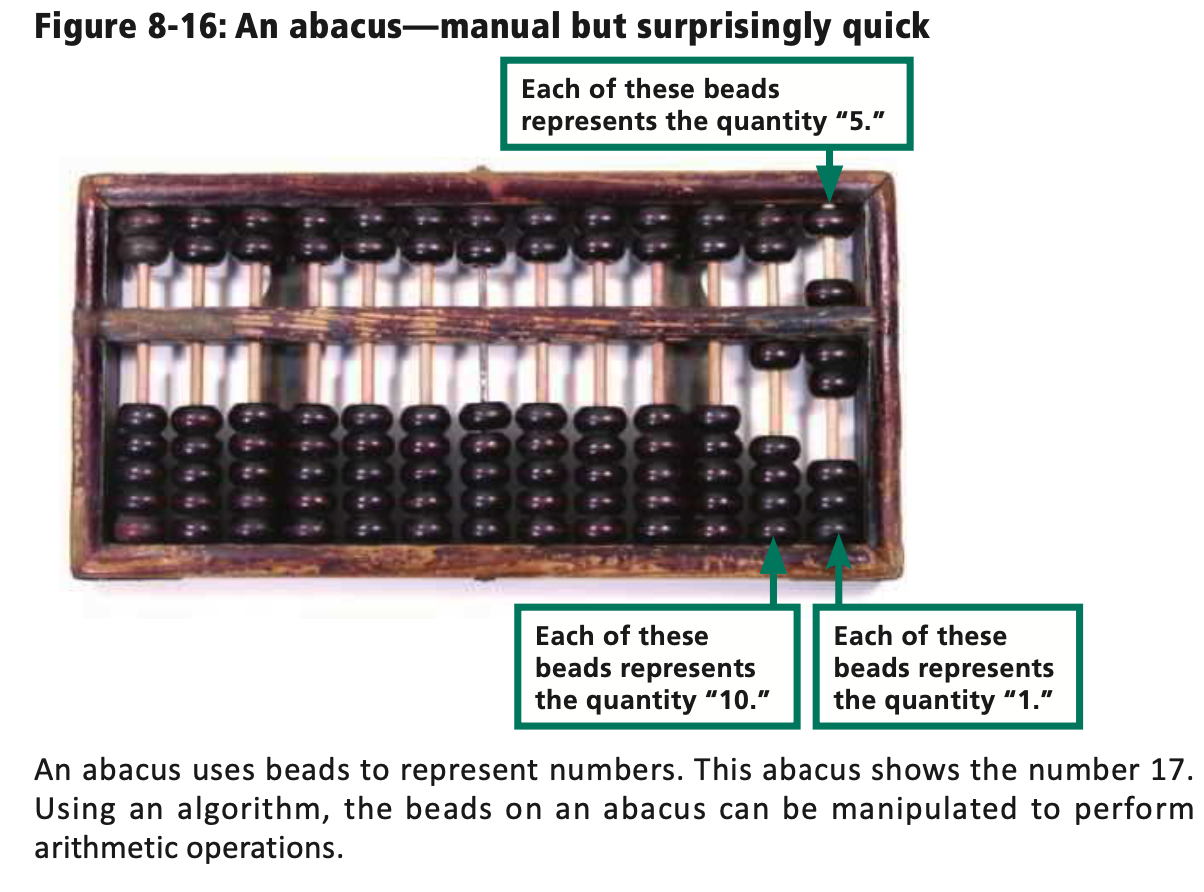 Figure 8-16: An abacus—manual but surprisingly quick
Each of these beads
represents the quantity “5.”
Each of these
beads represents
the quantity “10.”
Each of these
beads represents
the quantity “1.”
An abacus uses beads to represent numbers. This abacus shows the number 17.
Using an algorithm, the beads on an abacus can be manipulated to perform
arithmetic operations.